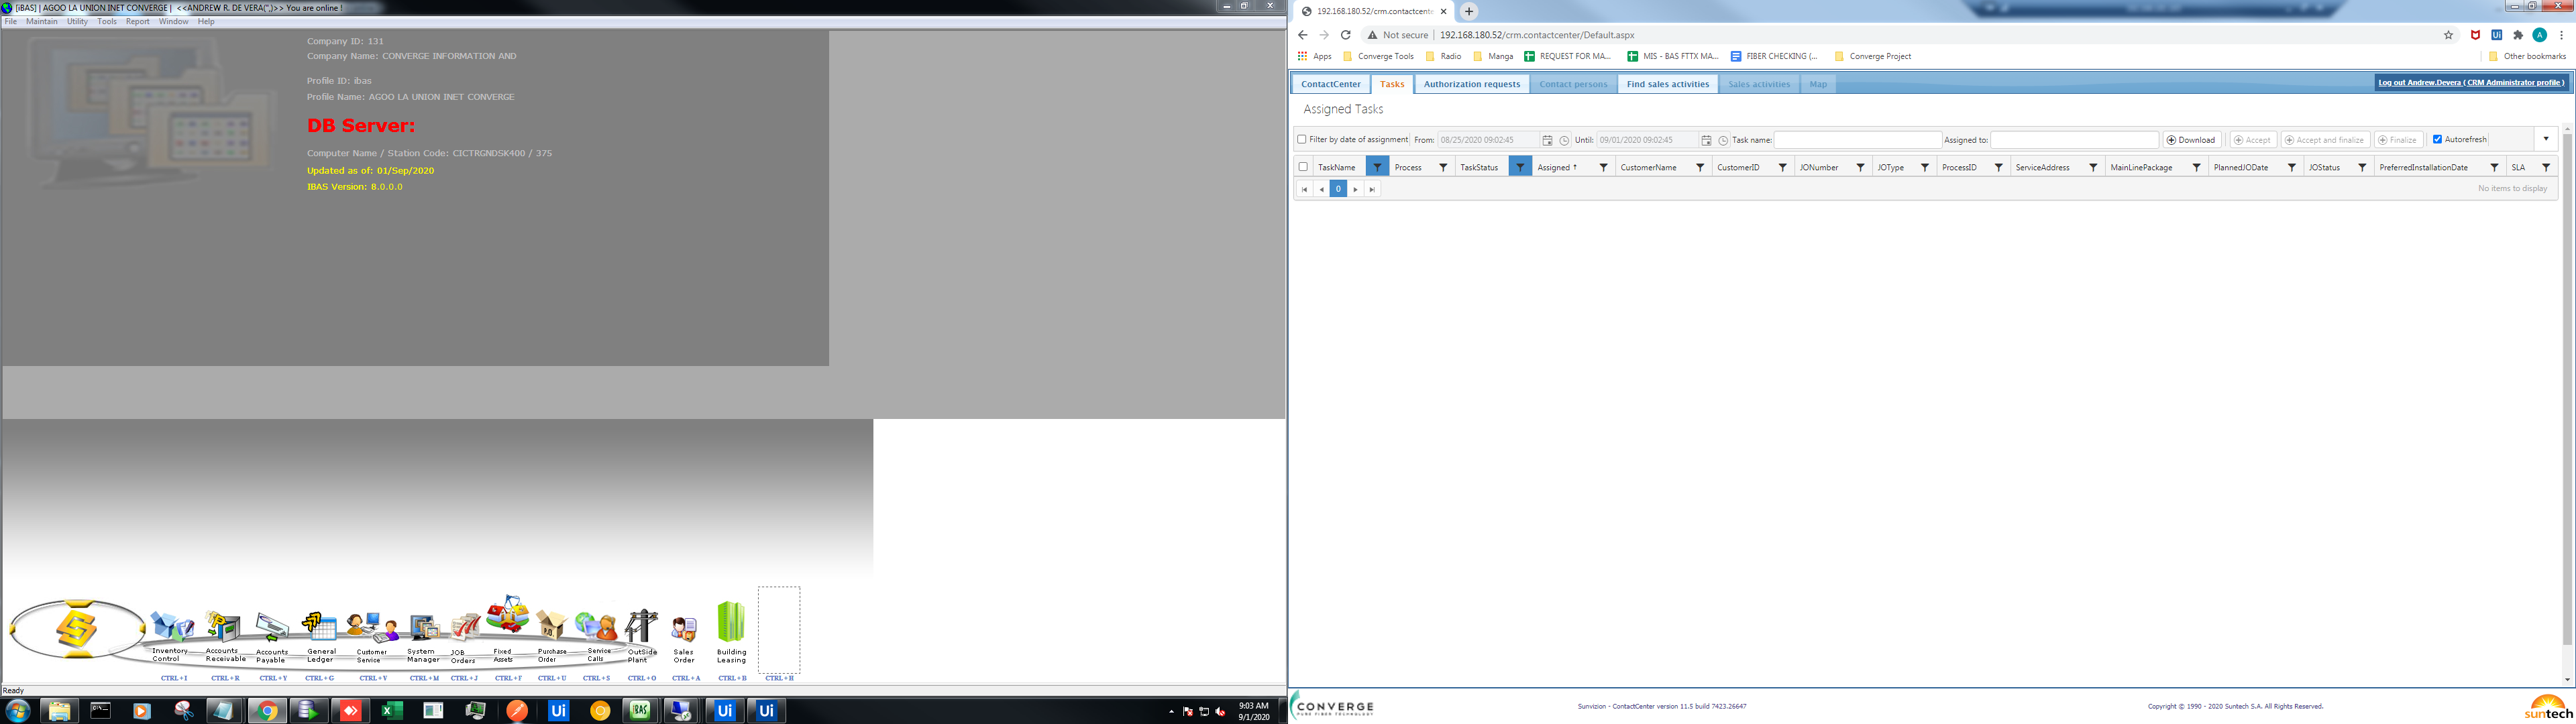 [iBAS] | AGOO LA UNION INET CONVERGE | <<ANDREW R. DE VERA(",)>> You are online !
File Maintain Utility Tools Report Window Help
Company ID: 131
Company Name: CONVERGE INFORMATION AND
Profile ID: ibas
Profile Name: AGOO LA UNION INET CONVERGE
DB Server:
Computer Name / Station Code: CICTRGNDSK400 / 375
Updated as of: 01/Sep/2020
IBAS Version: 8.0.0.0
Inventory Control
Accounts Receivable
Accounts Payable
General Ledger
Customer Service
System Manager
JOB Orders
Fixed Assets
Purchase Order
Service Calls
OutSide Plant
Sales Order
Building Leasing
CTRL+I CTRL+R CTRL+Y CTRL+G CTRL+V CTRL+M CTRL+J CTRL+F CTRL+U CTRL+S CTRL+O CTRL+A CTRL+B CTRL+H
Ready
9:03 AM
9/1/2020
192.168.180.52/crm.contactcente
Not secure | 192.168.180.52/crm.contactcenter/Default.aspx
Apps Converge Tools Radio Manga REQUEST FOR MA... MIS - BAS FTTX MA... FIBER CHECKING (... Converge Project Other bookmarks
ContactCenter Tasks Authorization requests Contact persons Find sales activities Sales activities Map Log out Andrew.Devera ( CRM Administrator profile )
Assigned Tasks
Filter by date of assignment From: 08/25/2020 09:02:45 Until: 09/01/2020 09:02:45 Task name: Assigned to: Download Accept Accept and finalize Finalize Autorefresh
TaskName Process TaskStatus Assigned ↑ CustomerName CustomerID JONumber JOType ProcessID ServiceAddress MainLinePackage PlannedJODate JOStatus PreferredInstallationDate SLA
0 No items to display
CONVERGE
PURE FIBER TECHNOLOGY
Sunvizion - ContactCenter version 11.5 build 7423.26647
Copyright © 1990 - 2020 Suntech S.A. All Rights Reserved.
suntech